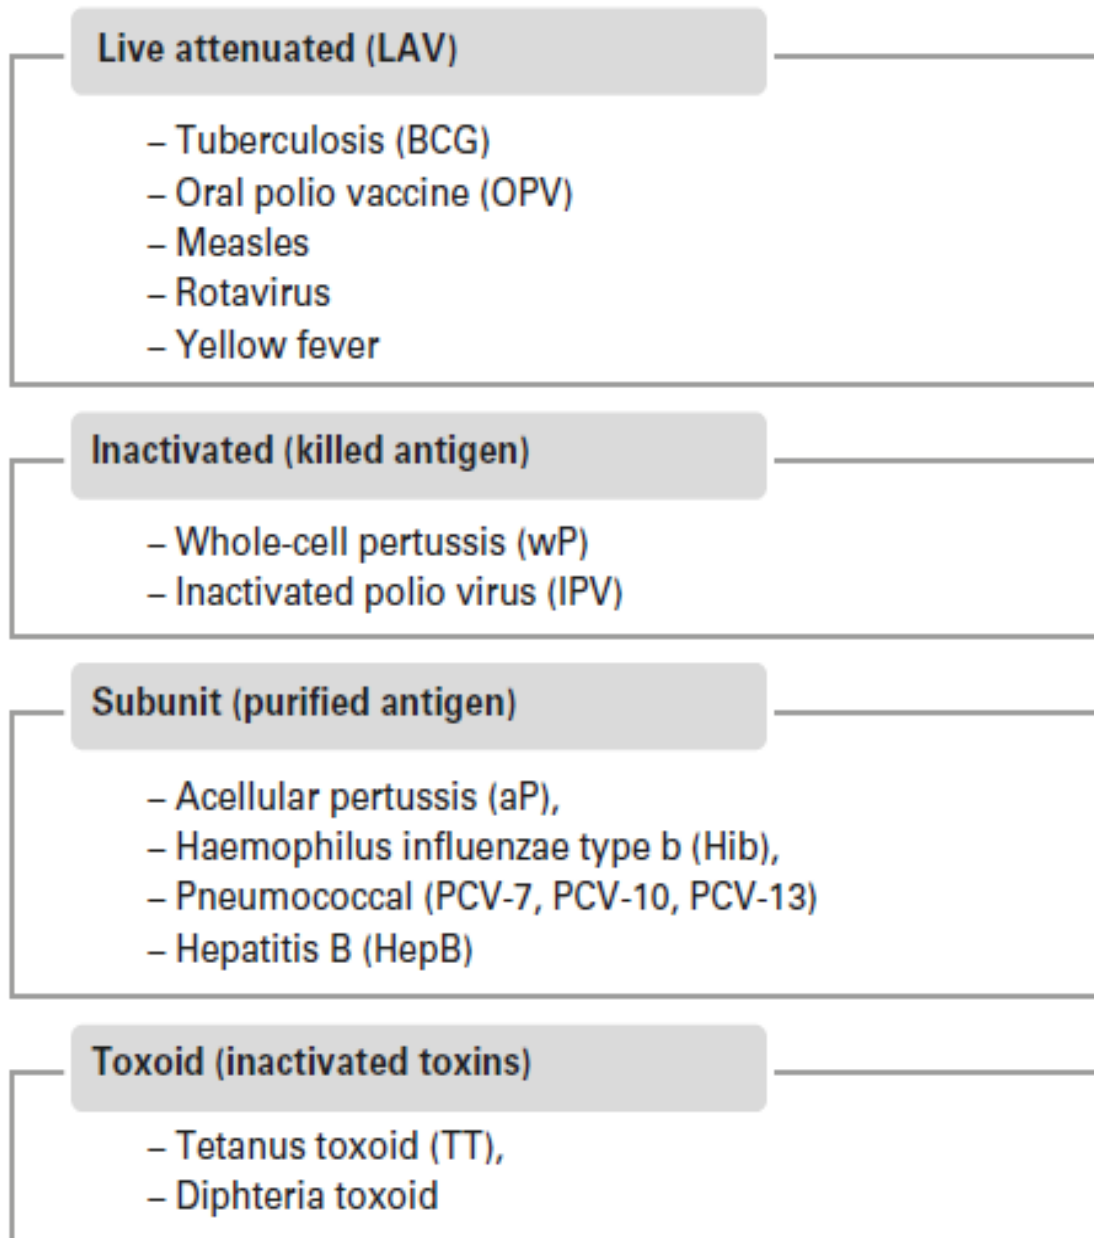 Live attenuated (LAV)
– Tuberculosis (BCG)
– Oral polio vaccine (OPV)
– Measles
– Rotavirus
– Yellow fever
Inactivated (killed antigen)
– Whole-cell pertussis (wP)
– Inactivated polio virus (IPV)
Subunit (purified antigen)
– Acellular pertussis (aP),
– Haemophilus influenzae type b (Hib),
– Pneumococcal (PCV-7, PCV-10, PCV-13)
– Hepatitis B (HepB)
Toxoid (inactivated toxins)
– Tetanus toxoid (TT),
– Diphteria toxoid